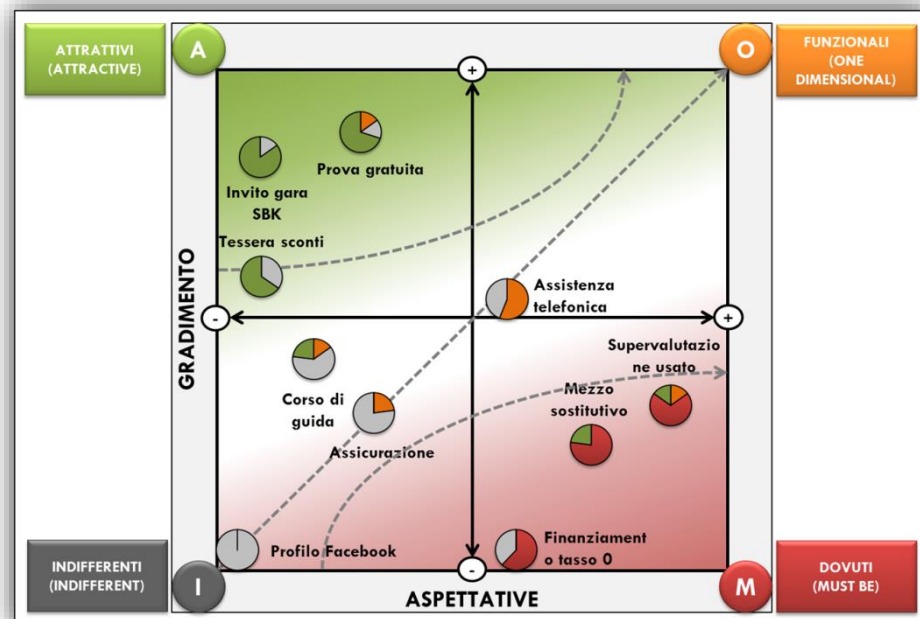 ATTRATTIVI
(ATTRACTIVE)
A
O
FUNZIONALI
(ONE
DIMENSIONAL)
+
Prova gratuita
Invito gara
SBK
Tessera sconti
Assistenza
telefonica
GRADIMENTO
-
+
Supervalutazio
ne usato
Mezzo
sostitutivo
Corso di
guida
Assicurazione
Profilo Facebook
Finanziament
o tasso 0
-
INDIFFERENTI
(INDIFFERENT)
I
ASPETTATIVE
M
DOVUTI
(MUST BE)